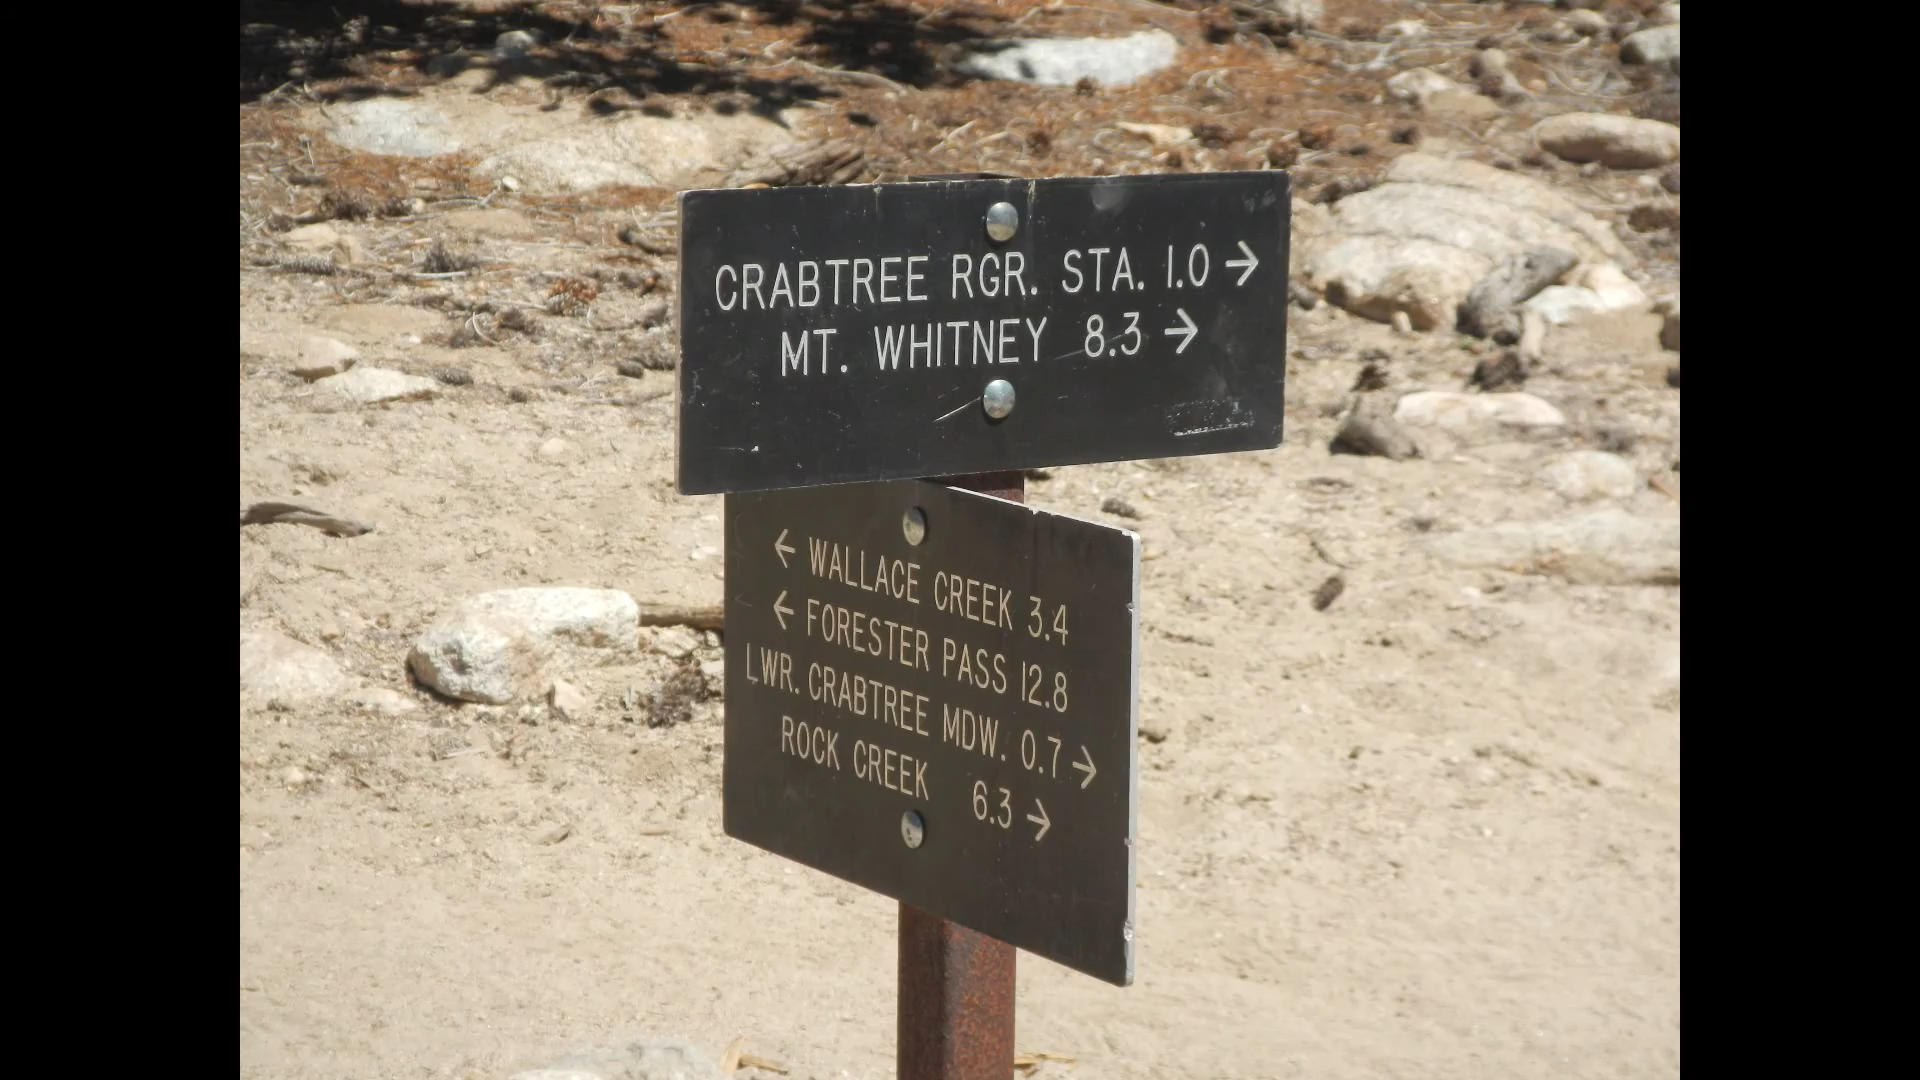 CRABTREE RGR. STA. 1.0 →
MT. WHITNEY 8.3 →
← WALLACE CREEK 3.4
← FORESTER PASS 12.8
LWR. CRABTREE MDW. 0.7 →
ROCK CREEK 6.3 →